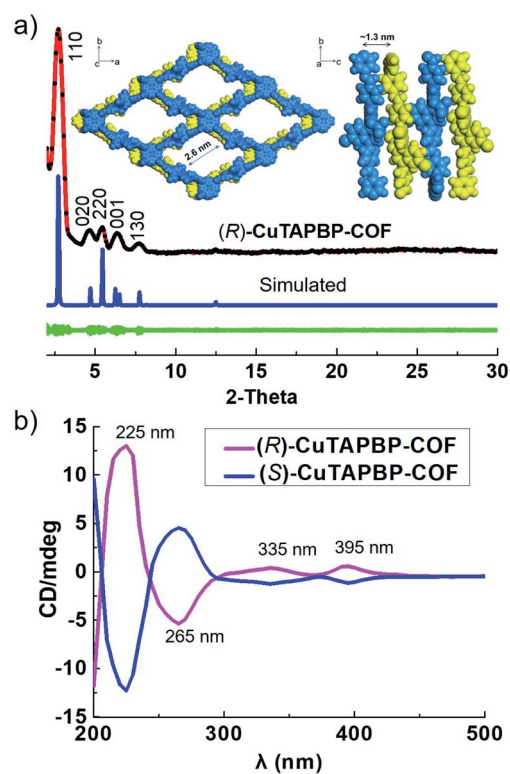 a)
b
c
a
2.6 nm
~1.3 nm
b
a
c
110
020
220
001
130
(R)-CuTAPBP-COF
Simulated
5
10
15
20
25
30
2-Theta
b)
225 nm
(R)-CuTAPBP-COF
(S)-CuTAPBP-COF
335 nm
395 nm
265 nm
15
10
5
0
-5
-10
-15
CD/mdeg
200
300
400
500
λ (nm)